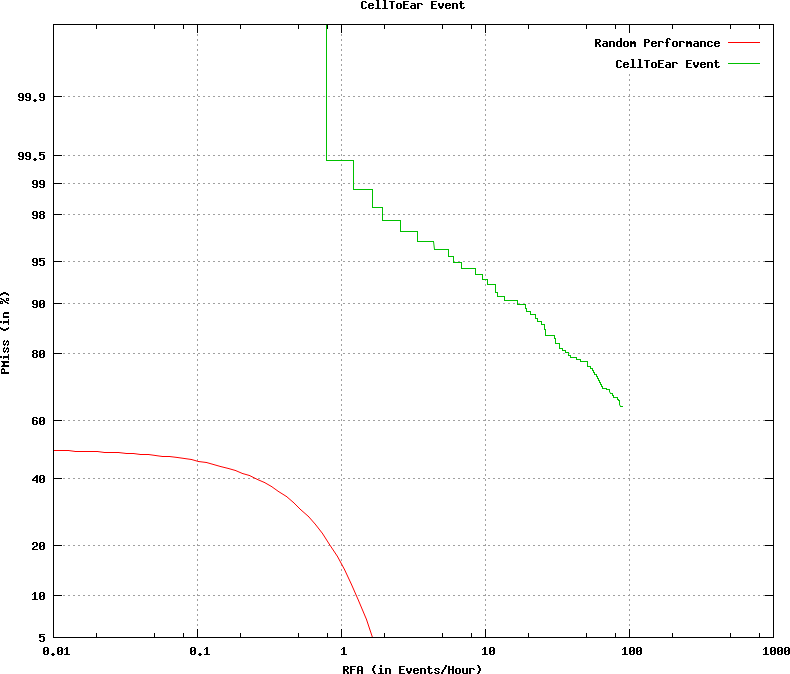 CellToEar Event
Random Performance
CellToEar Event
99.9
99.5
99
98
95
90
80
60
40
20
10
5
PMiss (in %)
0.01 0.1 1 10 100 1000
RFA (in Events/Hour)